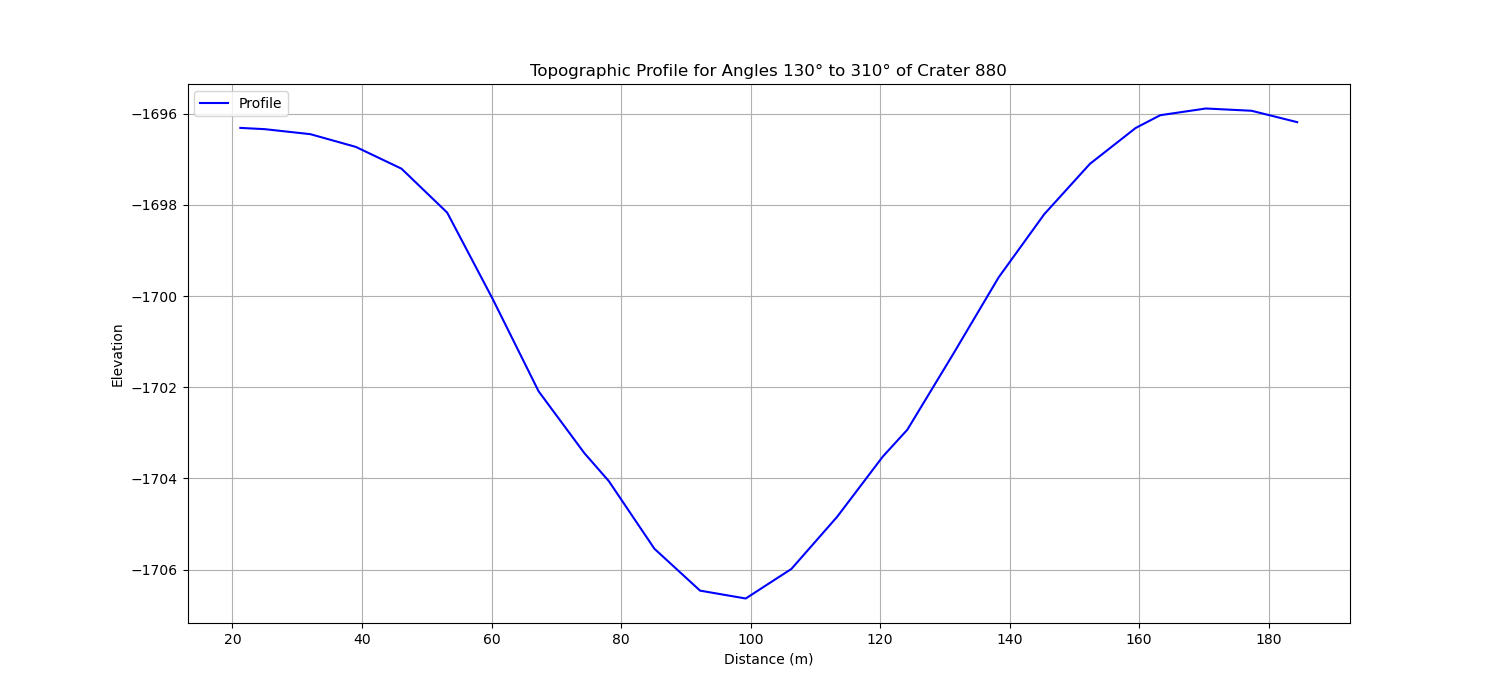 Topographic Profile for Angles 130° to 310° of Crater 880
Profile
−1696
−1698
−1700
−1702
−1704
−1706
Elevation
20 40 60 80 100 120 140 160 180
Distance (m)